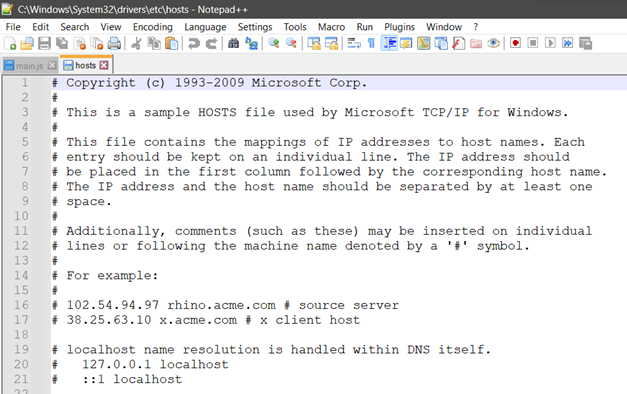 C:\Windows\System32\drivers\etc\hosts - Notepad++
File Edit Search View Encoding Language Settings Tools Macro Run Plugins Window ?
main.js hosts
1 # Copyright (c) 1993-2009 Microsoft Corp.
2 #
3 # This is a sample HOSTS file used by Microsoft TCP/IP for Windows.
4 #
5 # This file contains the mappings of IP addresses to host names. Each
6 # entry should be kept on an individual line. The IP address should
7 # be placed in the first column followed by the corresponding host name.
8 # The IP address and the host name should be separated by at least one
9 # space.
10 #
11 # Additionally, comments (such as these) may be inserted on individual
12 # lines or following the machine name denoted by a '#' symbol.
13 #
14 # For example:
15 #
16 # 102.54.94.97 rhino.acme.com # source server
17 # 38.25.63.10 x.acme.com # x client host
18
19 # localhost name resolution is handled within DNS itself.
20 #   127.0.0.1 localhost
21 #   ::1 localhost
22